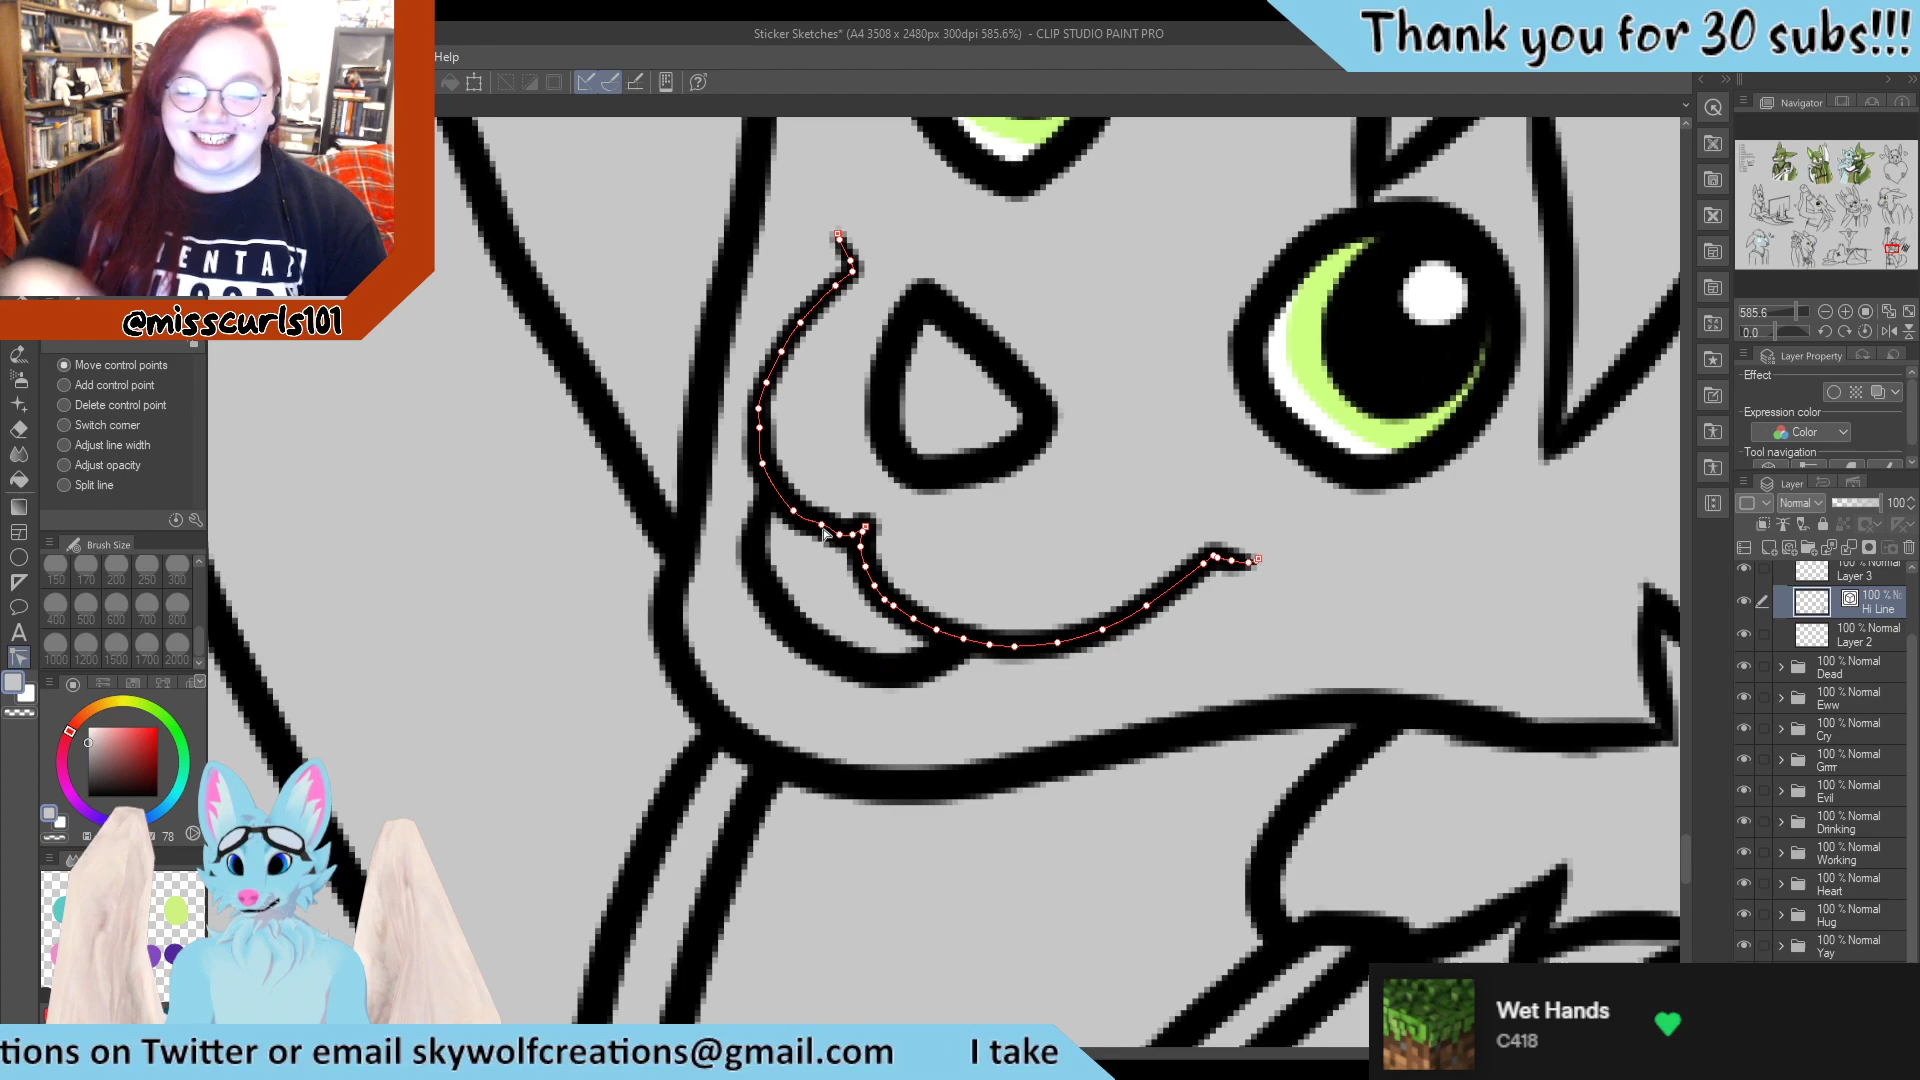 Sticker Sketches* (A4 3508 x 2480px 300dpi 585.6%) - CLIP STUDIO PAINT PRO
Thank you for 30 subs!!!
Help
@misscurls101
Move control points
Add control point
Delete control point
Switch corner
Adjust line width
Adjust opacity
Split line
Brush Size
150 170 200 250 300
400 500 600 700 800
1000 1200 1500 1700 2000
78
Navigator
585.6
0.0
Layer Property
Effect
Expression color
Color
Tool navigation
Layer
Normal 100
100 % Normal
Layer 3
100 % No
Hi Line
100 % Normal
Layer 2
100 % Normal
Dead
100 % Normal
Eww
100 % Normal
Cry
100 % Normal
Grrr
100 % Normal
Evil
100 % Normal
Drinking
100 % Normal
Working
100 % Normal
Heart
100 % Normal
Hug
100 % Normal
Yay
Wet Hands
C418
tions on Twitter or email skywolfcreations@gmail.com I take